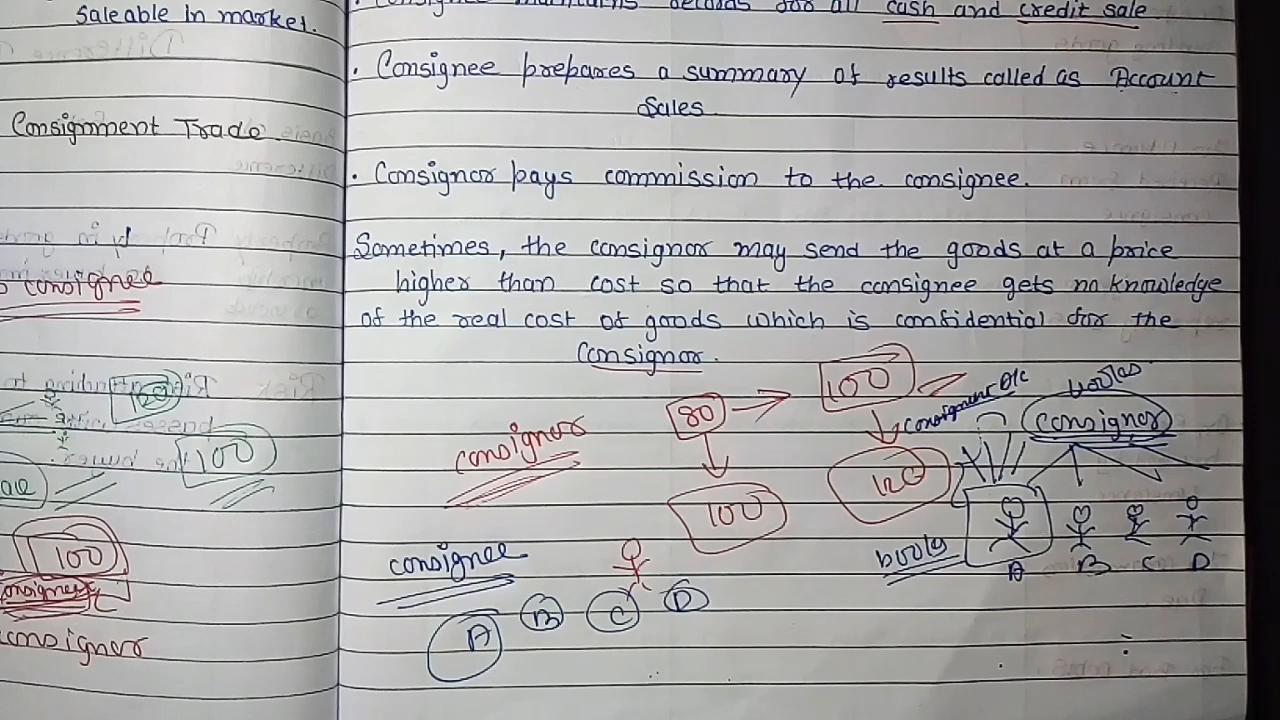 Saleable in market.
Consignment Trade
consignee
120
100
100
consignor
cash and credit sale
. Consignee prepares a summary of results called as Account
Sales
. Consignor pays commission to the consignee.
Sometimes, the consignor may send the goods at a price
higher than cost so that the consignee gets no knowledge
of the real cost of goods which is confidential for the
Consignor.
80
100
books
consignor
consignor
120
100
consignee
books
A B C D
A B C D